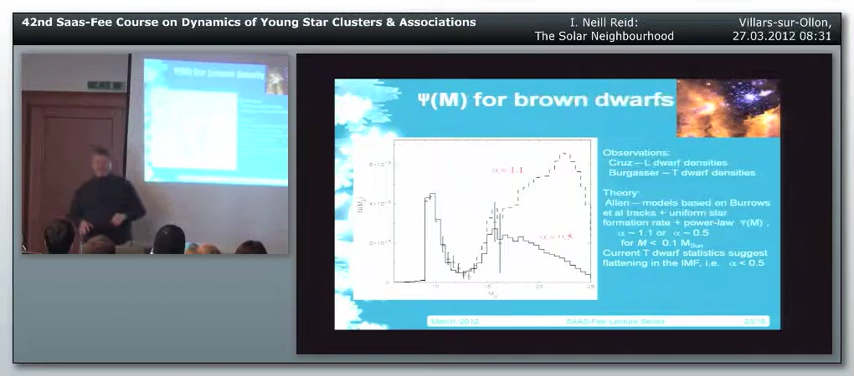 42nd Saas-Fee Course on Dynamics of Young Star Clusters & Associations
I. Neill Reid:
The Solar Neighbourhood
Villars-sur-Ollon,
27.03.2012 08:31
Ψ(M) for brown dwarfs
α = 1.1
Observations:
Cruz – L dwarf densities
Burgasser – T dwarf densities
Theory:
Allen – models based on Burrows
et al tracks + uniform star
formation rate + power-law Ψ(M) ,
α ~ 1.1 or α ~ 0.5
for M < 0.1 MSun
Current T dwarf statistics suggest
flattening in the IMF, i.e. α < 0.5
March, 2012
SAAS-Fee Lecture Series